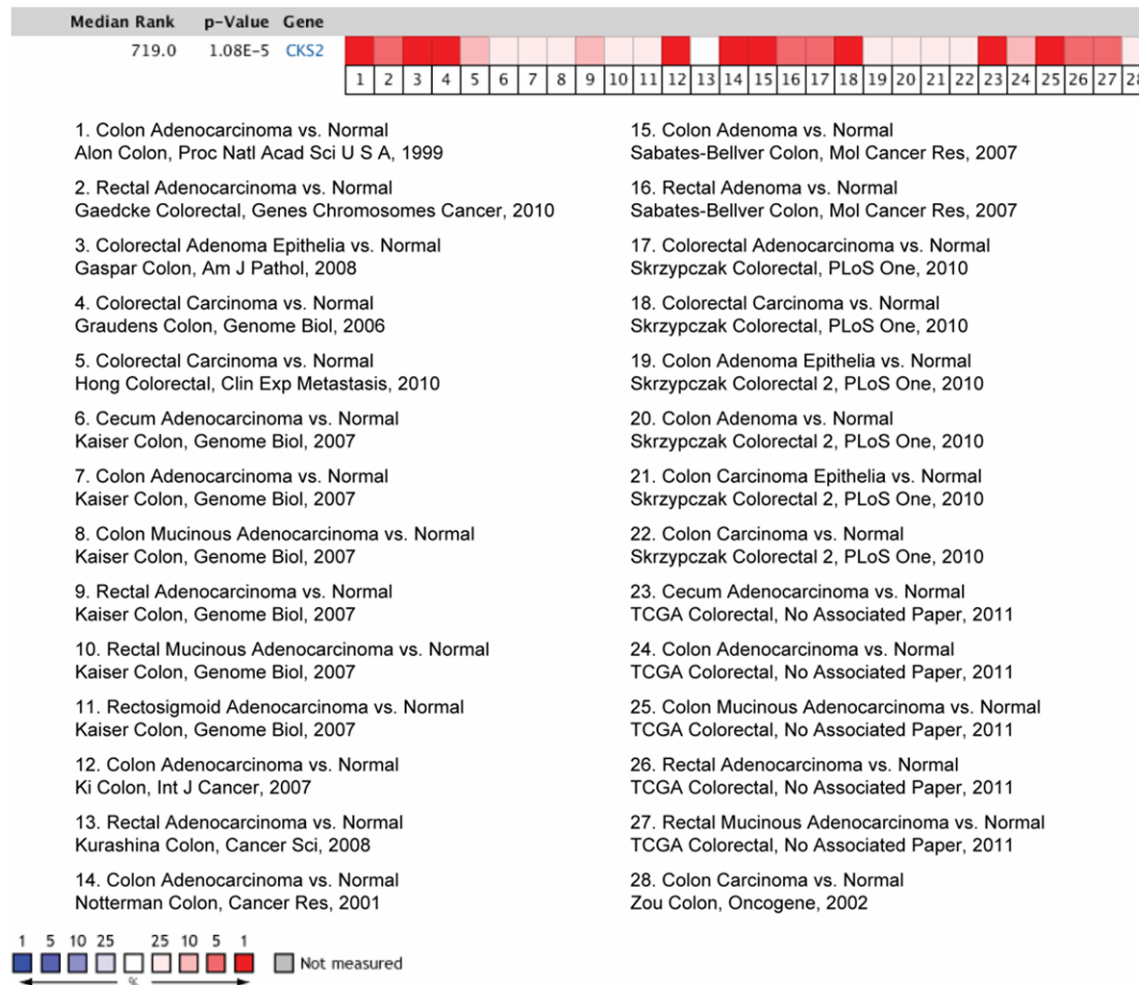 Median Rank p-Value Gene
719.0 1.08E-5 CKS2
1 2 3 4 5 6 7 8 9 10 11 12 13 14 15 16 17 18 19 20 21 22 23 24 25 26 27 28
1. Colon Adenocarcinoma vs. Normal
Alon Colon, Proc Natl Acad Sci U S A, 1999
2. Rectal Adenocarcinoma vs. Normal
Gaedcke Colorectal, Genes Chromosomes Cancer, 2010
3. Colorectal Adenoma Epithelia vs. Normal
Gaspar Colon, Am J Pathol, 2008
4. Colorectal Carcinoma vs. Normal
Graudens Colon, Genome Biol, 2006
5. Colorectal Carcinoma vs. Normal
Hong Colorectal, Clin Exp Metastasis, 2010
6. Cecum Adenocarcinoma vs. Normal
Kaiser Colon, Genome Biol, 2007
7. Colon Adenocarcinoma vs. Normal
Kaiser Colon, Genome Biol, 2007
8. Colon Mucinous Adenocarcinoma vs. Normal
Kaiser Colon, Genome Biol, 2007
9. Rectal Adenocarcinoma vs. Normal
Kaiser Colon, Genome Biol, 2007
10. Rectal Mucinous Adenocarcinoma vs. Normal
Kaiser Colon, Genome Biol, 2007
11. Rectosigmoid Adenocarcinoma vs. Normal
Kaiser Colon, Genome Biol, 2007
12. Colon Adenocarcinoma vs. Normal
Ki Colon, Int J Cancer, 2007
13. Rectal Adenocarcinoma vs. Normal
Kurashina Colon, Cancer Sci, 2008
14. Colon Adenocarcinoma vs. Normal
Notterman Colon, Cancer Res, 2001
15. Colon Adenoma vs. Normal
Sabates-Bellver Colon, Mol Cancer Res, 2007
16. Rectal Adenoma vs. Normal
Sabates-Bellver Colon, Mol Cancer Res, 2007
17. Colorectal Adenocarcinoma vs. Normal
Skrzypczak Colorectal, PLoS One, 2010
18. Colorectal Carcinoma vs. Normal
Skrzypczak Colorectal, PLoS One, 2010
19. Colon Adenoma Epithelia vs. Normal
Skrzypczak Colorectal 2, PLoS One, 2010
20. Colon Adenoma vs. Normal
Skrzypczak Colorectal 2, PLoS One, 2010
21. Colon Carcinoma Epithelia vs. Normal
Skrzypczak Colorectal 2, PLoS One, 2010
22. Colon Carcinoma vs. Normal
Skrzypczak Colorectal 2, PLoS One, 2010
23. Cecum Adenocarcinoma vs. Normal
TCGA Colorectal, No Associated Paper, 2011
24. Colon Adenocarcinoma vs. Normal
TCGA Colorectal, No Associated Paper, 2011
25. Colon Mucinous Adenocarcinoma vs. Normal
TCGA Colorectal, No Associated Paper, 2011
26. Rectal Adenocarcinoma vs. Normal
TCGA Colorectal, No Associated Paper, 2011
27. Rectal Mucinous Adenocarcinoma vs. Normal
TCGA Colorectal, No Associated Paper, 2011
28. Colon Carcinoma vs. Normal
Zou Colon, Oncogene, 2002
1 5 10 25 25 10 5 1
Not measured
%